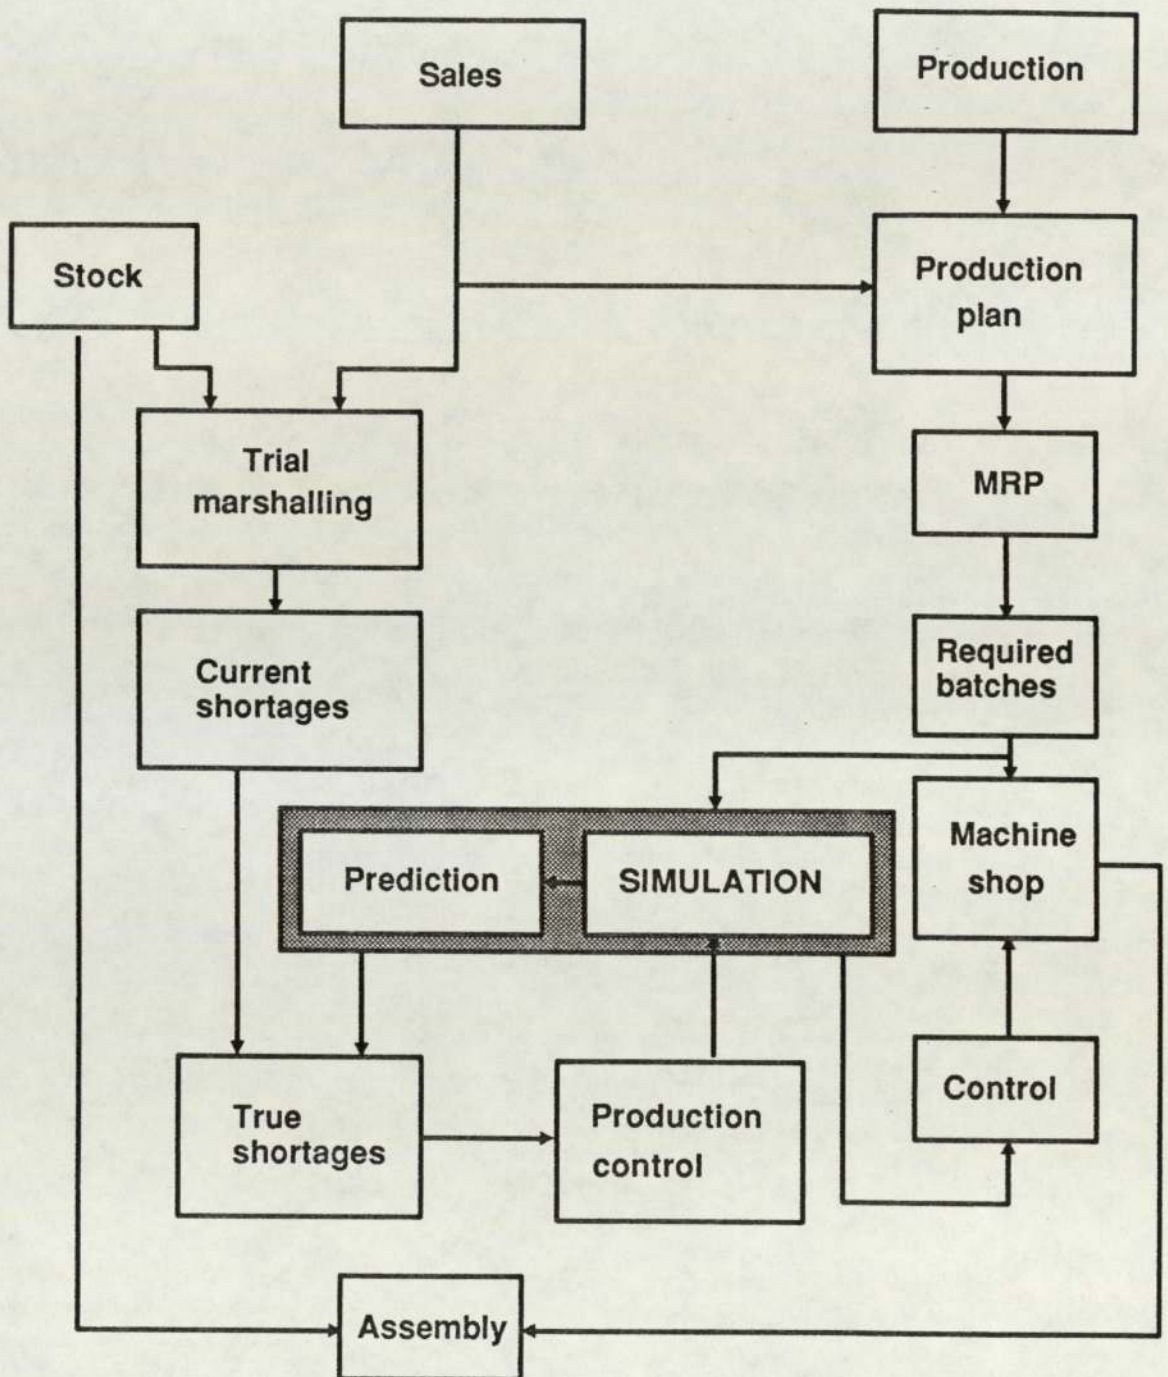 Sales
Production
Stock
Production
plan
Trial
marshalling
MRP
Current
shortages
Required
batches
Prediction
SIMULATION
Machine
shop
True
shortages
Production
control
Control
Assembly